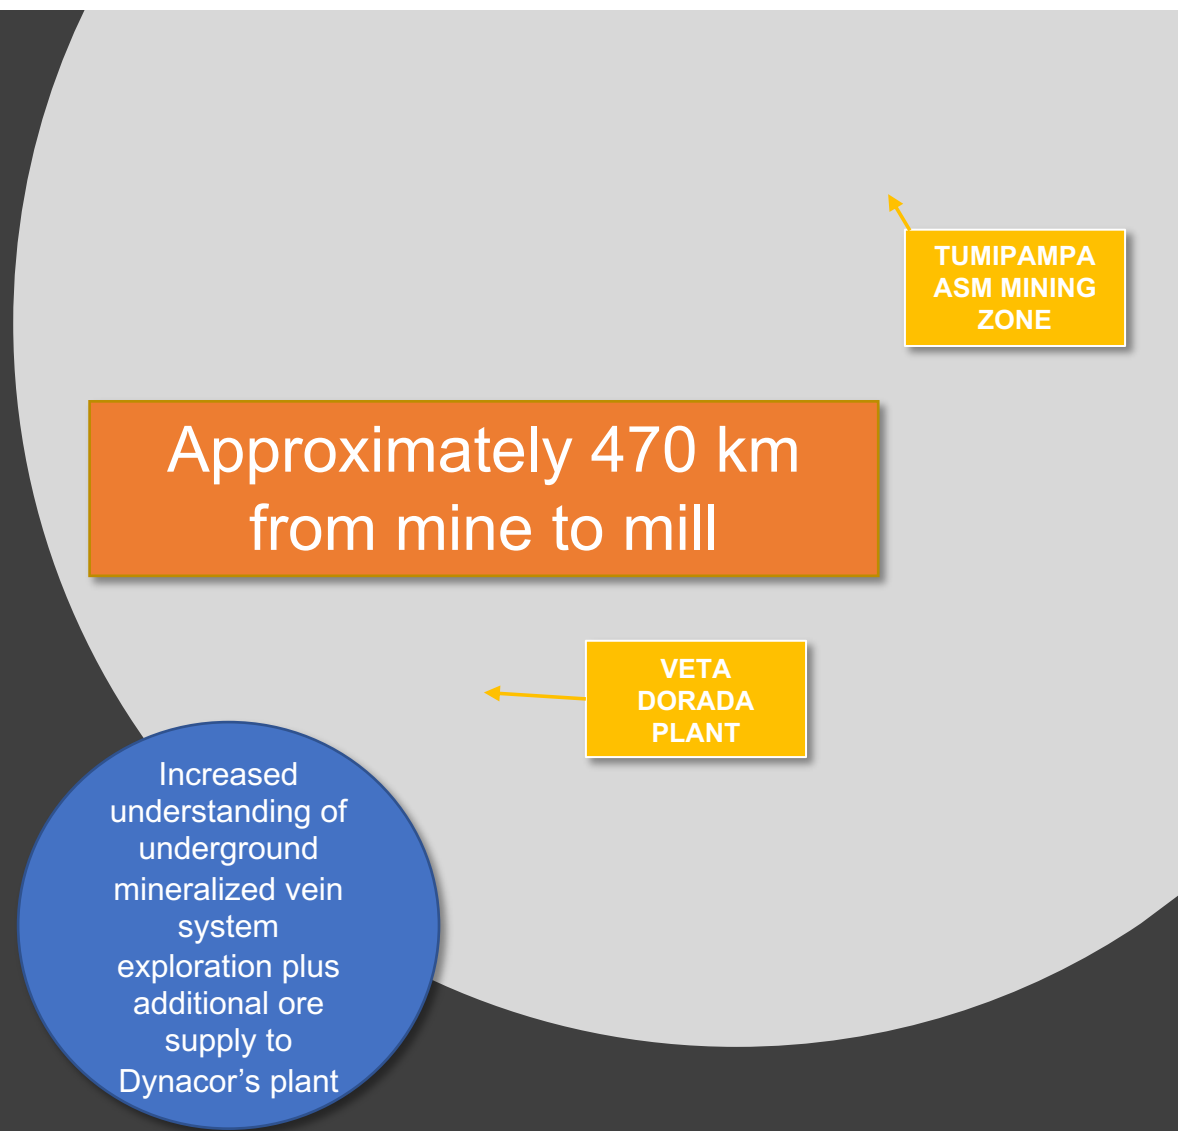 TUMIPAMPA
ASM MINING
ZONE
Approximately 470 km
from mine to mill
VETA
DORADA
PLANT
Increased
understanding of
underground
mineralized vein
system
exploration plus
additional ore
supply to
Dynacor’s plant